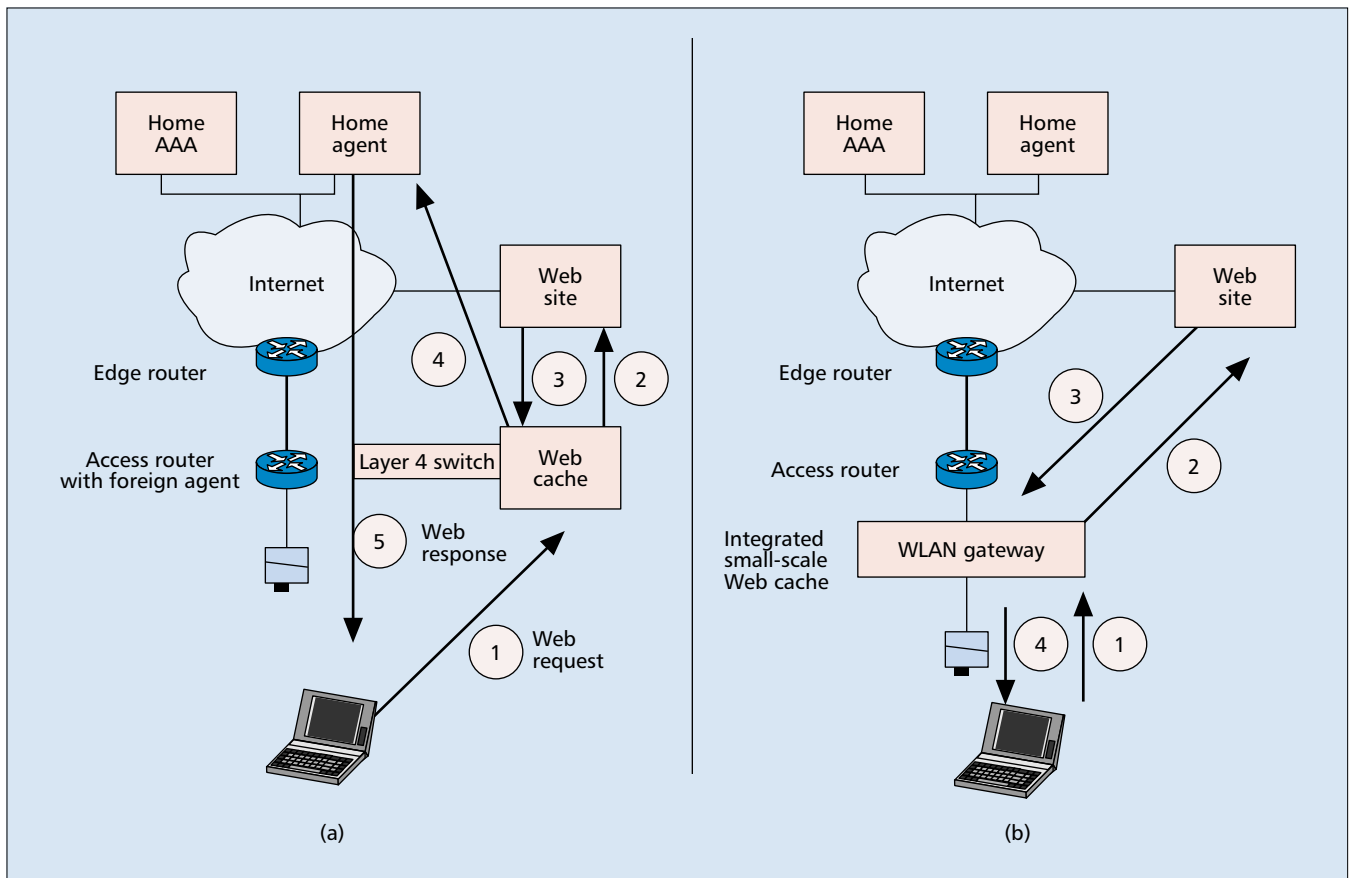 Home
AAA
Home
agent
Internet
Web
site
Edge router
4
3
2
Access router
with foreign agent
Layer 4 switch
Web
cache
5
Web
response
1
Web
request
(a)
Home
AAA
Home
agent
Internet
Web
site
Edge router
3
2
Access router
Integrated
small-scale
Web cache
WLAN gateway
4
1
(b)